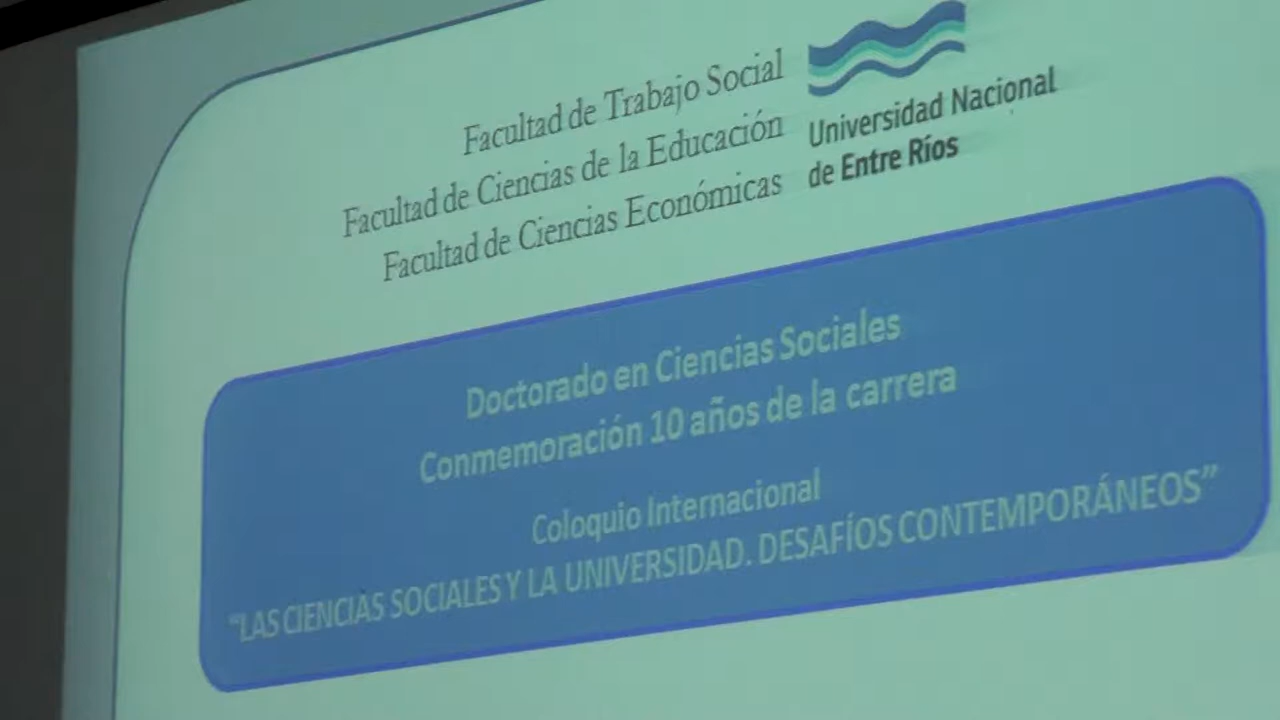 Facultad de Trabajo Social
Facultad de Ciencias de la Educación
Facultad de Ciencias Económicas
Universidad Nacional
de Entre Ríos
Doctorado en Ciencias Sociales
Conmemoración 10 años de la carrera
Coloquio Internacional
“LAS CIENCIAS SOCIALES Y LA UNIVERSIDAD. DESAFÍOS CONTEMPORÁNEOS”